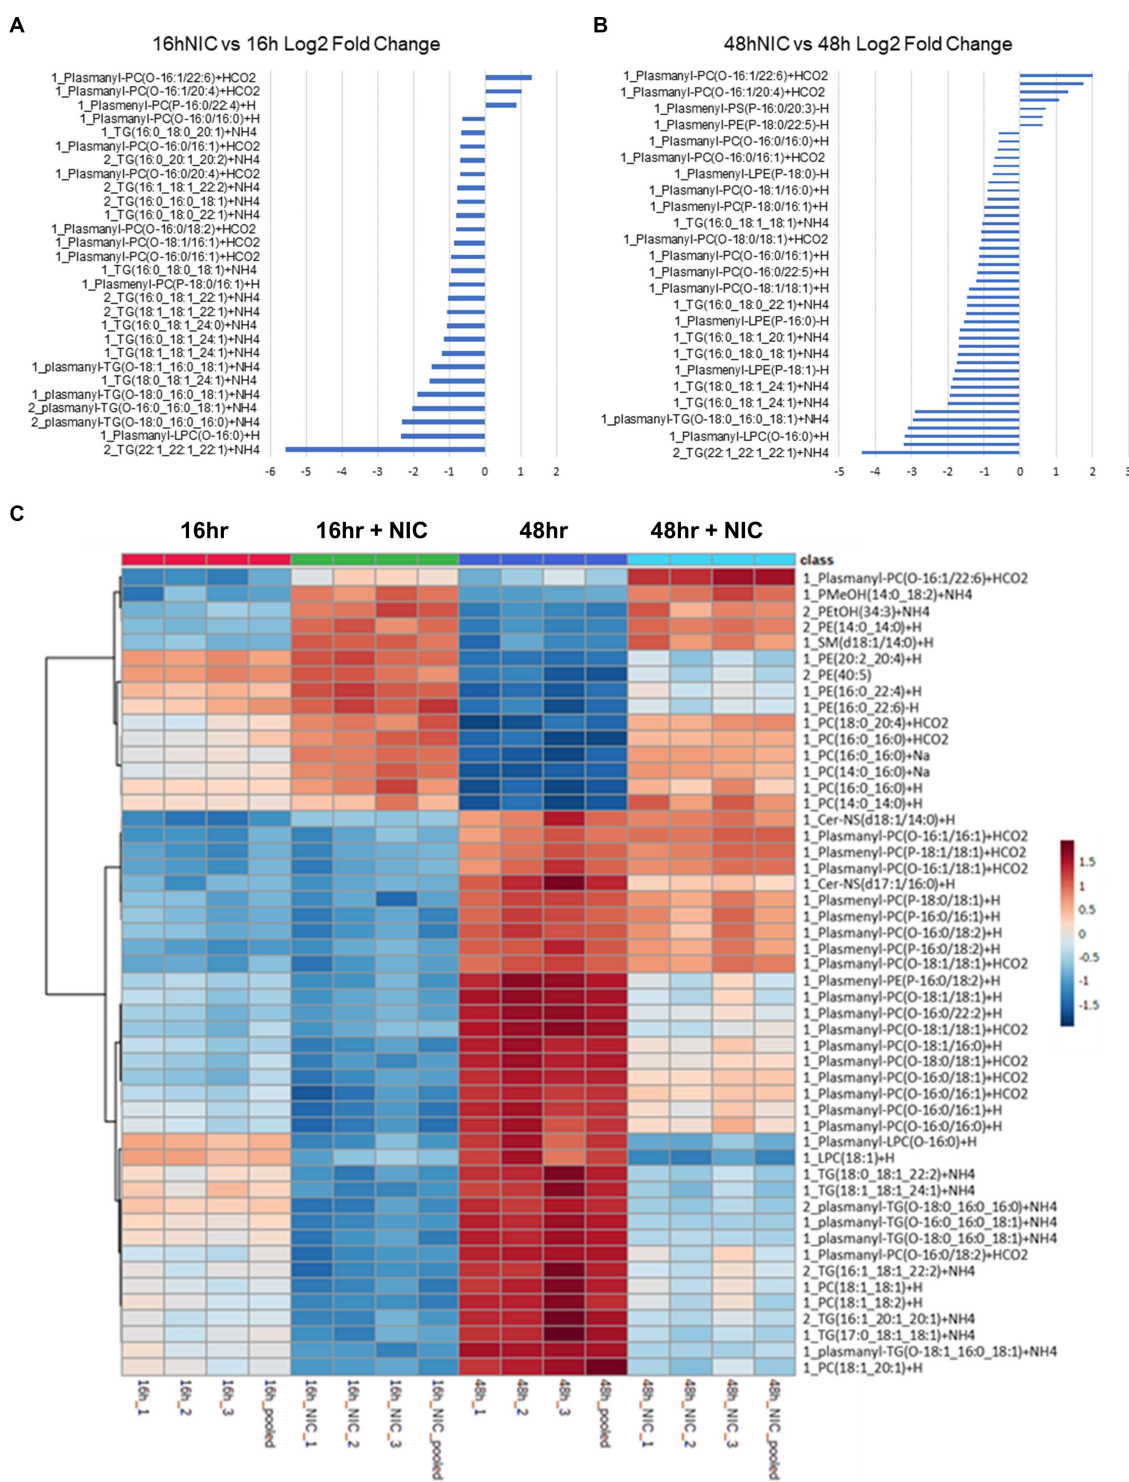 A
16hNIC vs 16h Log2 Fold Change
1_Plasmanyl-PC(O-16:1/22:6)+HCO2
1_Plasmanyl-PC(O-16:1/20:4)+HCO2
1_Plasmenyl-PC(P-16:0/22:4)+H
1_Plasmanyl-PC(O-16:0/16:0)+H
1_TG(16:0_18:0_20:1)+NH4
1_Plasmanyl-PC(O-16:0/16:1)+HCO2
2_TG(16:0_20:1_20:2)+NH4
1_Plasmanyl-PC(O-16:0/20:4)+HCO2
2_TG(16:1_18:1_22:2)+NH4
2_TG(16:0_16:0_18:1)+NH4
1_TG(16:0_18:0_22:1)+NH4
1_Plasmanyl-PC(O-16:0/18:2)+HCO2
1_Plasmanyl-PC(O-18:1/16:1)+HCO2
1_Plasmanyl-PC(O-16:0/16:1)+HCO2
1_TG(16:0_18:0_18:1)+NH4
1_Plasmenyl-PC(P-18:0/16:1)+H
2_TG(16:0_18:1_22:1)+NH4
2_TG(18:1_18:1_22:1)+NH4
1_TG(16:0_18:1_24:0)+NH4
1_TG(16:0_18:1_24:1)+NH4
1_TG(18:1_18:1_24:1)+NH4
1_plasmanyl-TG(O-18:1_16:0_18:1)+NH4
1_TG(18:0_18:1_24:1)+NH4
1_plasmanyl-TG(O-18:0_16:0_18:1)+NH4
2_plasmanyl-TG(O-16:0_16:0_18:1)+NH4
2_plasmanyl-TG(O-18:0_16:0_16:0)+NH4
1_Plasmanyl-LPC(O-16:0)+H
2_TG(22:1_22:1_22:1)+NH4
-6 -5 -4 -3 -2 -1 0 1 2
B
48hNIC vs 48h Log2 Fold Change
1_Plasmanyl-PC(O-16:1/22:6)+HCO2
1_Plasmanyl-PC(O-16:1/20:4)+HCO2
1_Plasmenyl-PS(P-16:0/20:3)-H
1_Plasmenyl-PE(P-18:0/22:5)-H
1_Plasmanyl-PC(O-16:0/16:0)+H
1_Plasmanyl-PC(O-16:0/16:1)+HCO2
1_Plasmenyl-LPE(P-18:0)-H
1_Plasmanyl-PC(O-18:1/16:0)+H
1_Plasmenyl-PC(P-18:0/16:1)+H
1_TG(16:0_18:1_18:1)+NH4
1_Plasmanyl-PC(O-18:0/18:1)+HCO2
1_Plasmanyl-PC(O-16:0/16:1)+H
1_Plasmanyl-PC(O-16:0/22:5)+H
1_Plasmanyl-PC(O-18:1/18:1)+H
1_TG(16:0_18:0_22:1)+NH4
1_Plasmenyl-LPE(P-16:0)-H
1_TG(16:0_18:1_20:1)+NH4
1_TG(16:0_18:0_18:1)+NH4
1_Plasmenyl-LPE(P-18:1)-H
1_TG(18:0_18:1_24:1)+NH4
1_TG(16:0_18:1_24:1)+NH4
1_plasmanyl-TG(O-18:0_16:0_18:1)+NH4
1_Plasmanyl-LPC(O-16:0)+H
2_TG(22:1_22:1_22:1)+NH4
-5 -4 -3 -2 -1 0 1 2 3
C
16hr 16hr + NIC 48hr 48hr + NIC
class
1_Plasmanyl-PC(O-16:1/22:6)+HCO2
1_PMeOH(14:0_18:2)+NH4
2_PEtOH(34:3)+NH4
2_PE(14:0_14:0)+H
1_SM(d18:1/14:0)+H
1_PE(20:2_20:4)+H
2_PE(40:5)
1_PE(16:0_22:4)+H
1_PE(16:0_22:6)-H
1_PC(18:0_20:4)+HCO2
1_PC(16:0_16:0)+HCO2
1_PC(16:0_16:0)+Na
1_PC(14:0_16:0)+Na
1_PC(16:0_16:0)+H
1_PC(14:0_14:0)+H
1_Cer-NS(d18:1/14:0)+H
1_Plasmanyl-PC(O-16:1/16:1)+HCO2
1_Plasmenyl-PC(P-18:1/18:1)+HCO2
1_Plasmanyl-PC(O-16:1/18:1)+HCO2
1_Cer-NS(d17:1/16:0)+H
1_Plasmenyl-PC(P-18:0/18:1)+H
1_Plasmenyl-PC(P-16:0/16:1)+H
1_Plasmanyl-PC(O-16:0/18:2)+H
1_Plasmenyl-PC(P-16:0/18:2)+H
1_Plasmanyl-PC(O-18:1/18:1)+HCO2
1_Plasmenyl-PE(P-16:0/18:2)+H
1_Plasmanyl-PC(O-18:1/18:1)+H
1_Plasmanyl-PC(O-16:0/22:2)+H
1_Plasmanyl-PC(O-18:1/18:1)+HCO2
1_Plasmanyl-PC(O-18:1/16:0)+H
1_Plasmanyl-PC(O-18:0/18:1)+HCO2
1_Plasmanyl-PC(O-16:0/18:1)+HCO2
1_Plasmanyl-PC(O-16:0/16:1)+HCO2
1_Plasmanyl-PC(O-16:0/16:1)+H
1_Plasmanyl-PC(O-16:0/16:0)+H
1_Plasmanyl-LPC(O-16:0)+H
1_LPC(18:1)+H
1_TG(18:0_18:1_22:2)+NH4
1_TG(18:1_18:1_24:1)+NH4
2_plasmanyl-TG(O-18:0_16:0_16:0)+NH4
1_plasmanyl-TG(O-16:0_16:0_18:1)+NH4
1_plasmanyl-TG(O-18:0_16:0_18:1)+NH4
1_Plasmanyl-PC(O-16:0/18:2)+HCO2
2_TG(16:1_18:1_22:2)+NH4
1_PC(18:1_18:1)+H
1_PC(18:1_18:2)+H
2_TG(16:1_20:1_20:1)+NH4
1_TG(17:0_18:1_18:1)+NH4
1_plasmanyl-TG(O-18:1_16:0_18:1)+NH4
1_PC(18:1_20:1)+H
1.5
1
0.5
0
-0.5
-1
-1.5
16h_1
16h_2
16h_3
16h_pooled
16h_NIC_1
16h_NIC_2
16h_NIC_3
16h_NIC_pooled
48h_1
48h_2
48h_3
48h_pooled
48h_NIC_1
48h_NIC_2
48h_NIC_3
48h_NIC_pooled